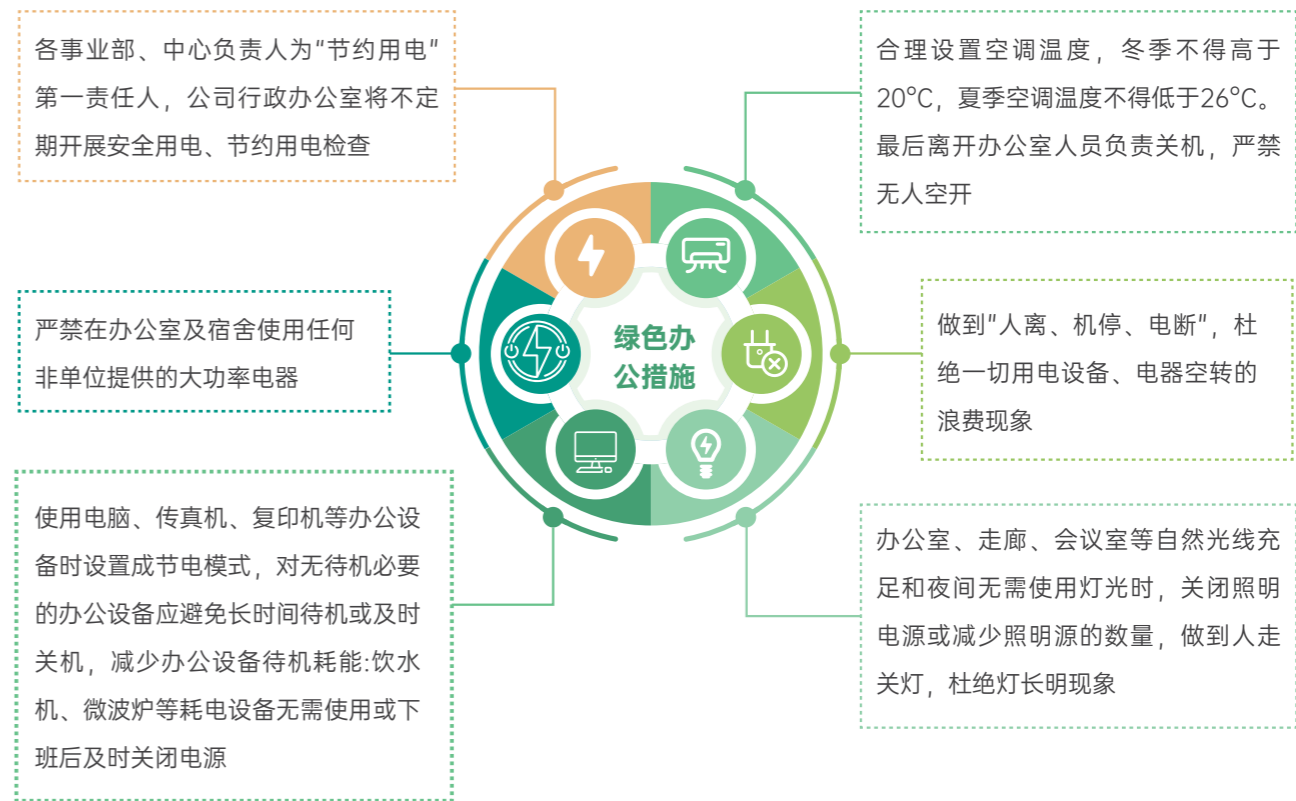 各事业部、中心负责人为“节约用电”
第一责任人，公司行政办公室将不定
期开展安全用电、节约用电检查
合理设置空调温度，冬季不得高于
20°C，夏季空调温度不得低于26°C。
最后离开办公室人员负责关机，严禁
无人空开
严禁在办公室及宿舍使用任何
非单位提供的大功率电器
绿色办
公措施
做到“人离、机停、电断”，杜
绝一切用电设备、电器空转的
浪费现象
使用电脑、传真机、复印机等办公设
备时设置成节电模式，对无待机必要
的办公设备应避免长时间待机或及时
关机，减少办公设备待机耗能:饮水
机、微波炉等耗电设备无需使用或下
班后及时关闭电源
办公室、走廊、会议室等自然光线充
足和夜间无需使用灯光时，关闭照明
电源或减少照明源的数量，做到人走
关灯，杜绝灯长明现象